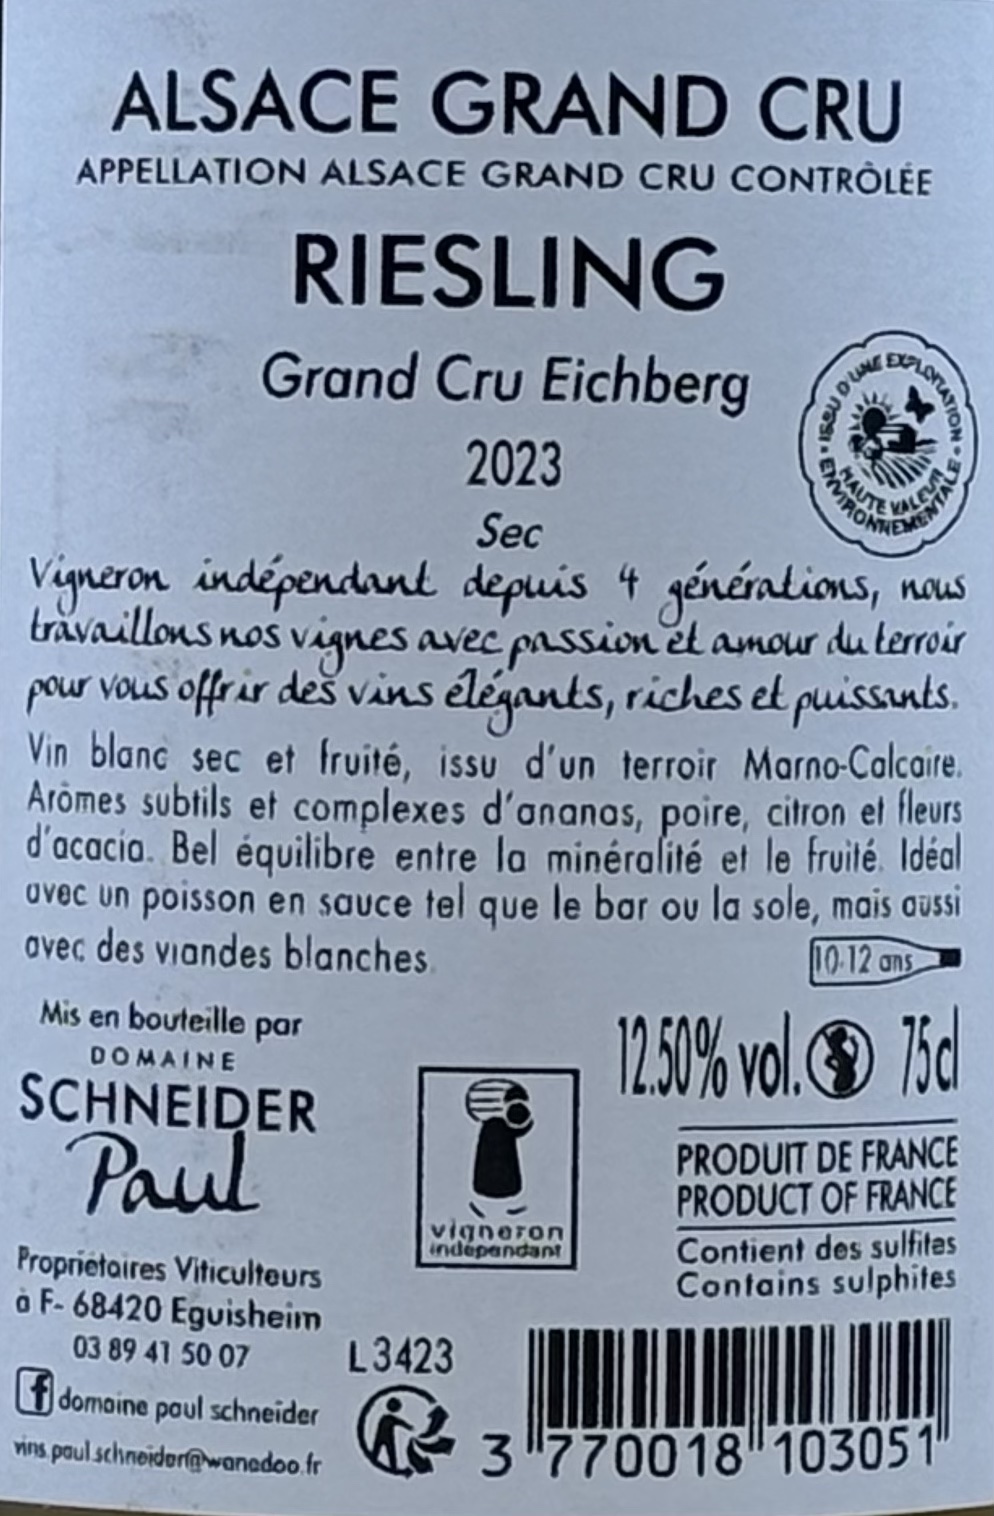 ALSACE GRAND CRU
APPELLATION ALSACE GRAND CRU CONTRÔLÉE
RIESLING
Grand Cru Eichberg
2023
Sec
ISSU D'UNE EXPLOITATION
HAUTE VALEUR
ENVIRONNEMENTALE
Vigneron indépendant depuis 4 générations, nous
travaillons nos vignes avec passion et amour du terroir
pour vous offrir des vins élégants, riches et puissants.
Vin blanc sec et fruité, issu d'un terroir Marno-Calcaire.
Arômes subtils et complexes d'ananas, poire, citron et fleurs
d'acacia. Bel équilibre entre la minéralité et le fruité. Idéal
avec un poisson en sauce tel que le bar ou la sole, mais aussi
avec des viandes blanches.
10-12 ans
Mis en bouteille par
DOMAINE
SCHNEIDER
Paul
Propriétaires Viticulteurs
à F- 68420 Eguisheim
03 89 41 50 07
domaine paul schneider
vins.paul.schneider@wanadoo.fr
vigneron
indépendant
L3423
12.50% vol. 75cl
PRODUIT DE FRANCE
PRODUCT OF FRANCE
Contient des sulfites
Contains sulphites
3 770018 103051